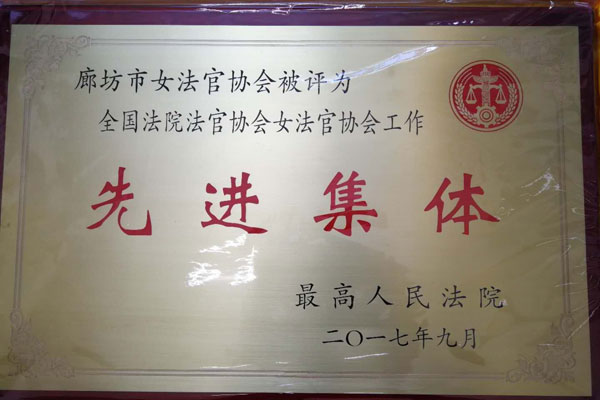 廊坊市女法官协会被评为
全国法院法官协会女法官协会工作
先进集体
最高人民法院
二〇一七年九月